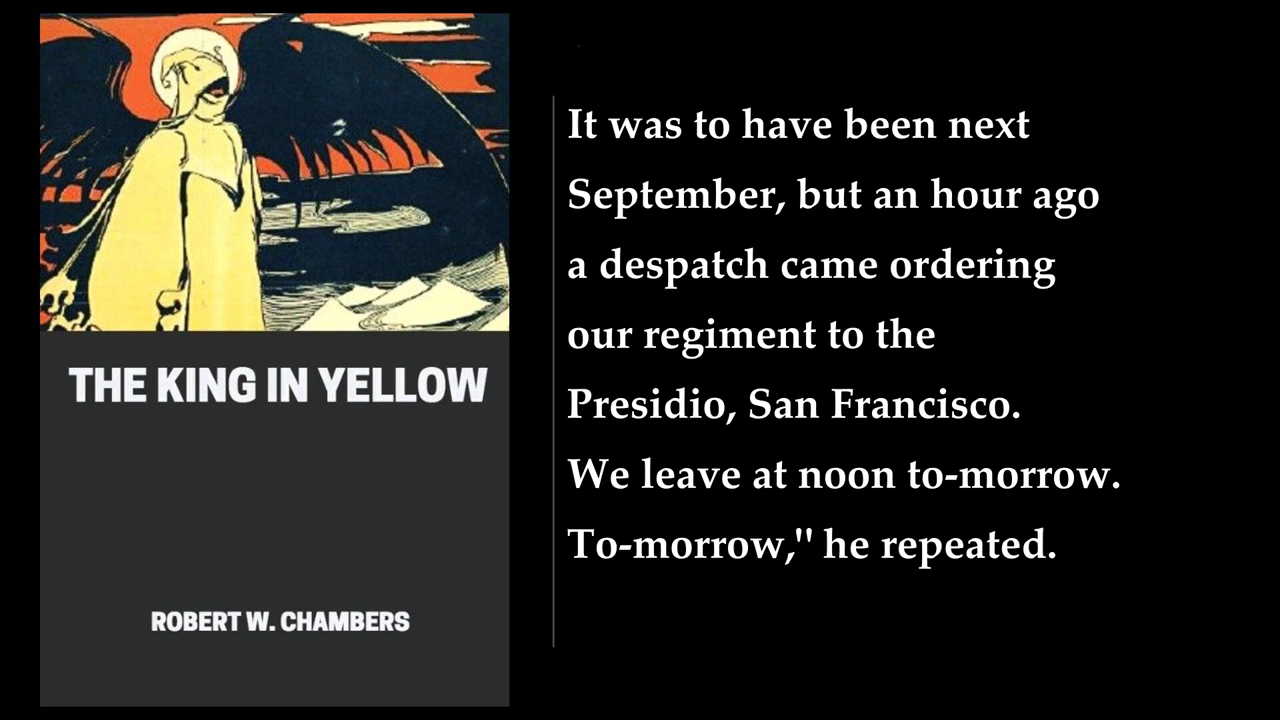 THE KING IN YELLOW
ROBERT W. CHAMBERS
It was to have been next
September, but an hour ago
a despatch came ordering
our regiment to the
Presidio, San Francisco.
We leave at noon to-morrow.
To-morrow," he repeated.